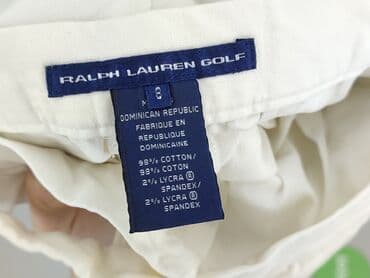 RALPH LAUREN GOLF
DOMINICAN REPUBLIC
FABRIQUE EN
REPUBLIQUE
DOMINICAINE
98% COTTON/
98% COTON
2% LYCRA ®
SPANDEX/
2% LYCRA ®
SPANDEX